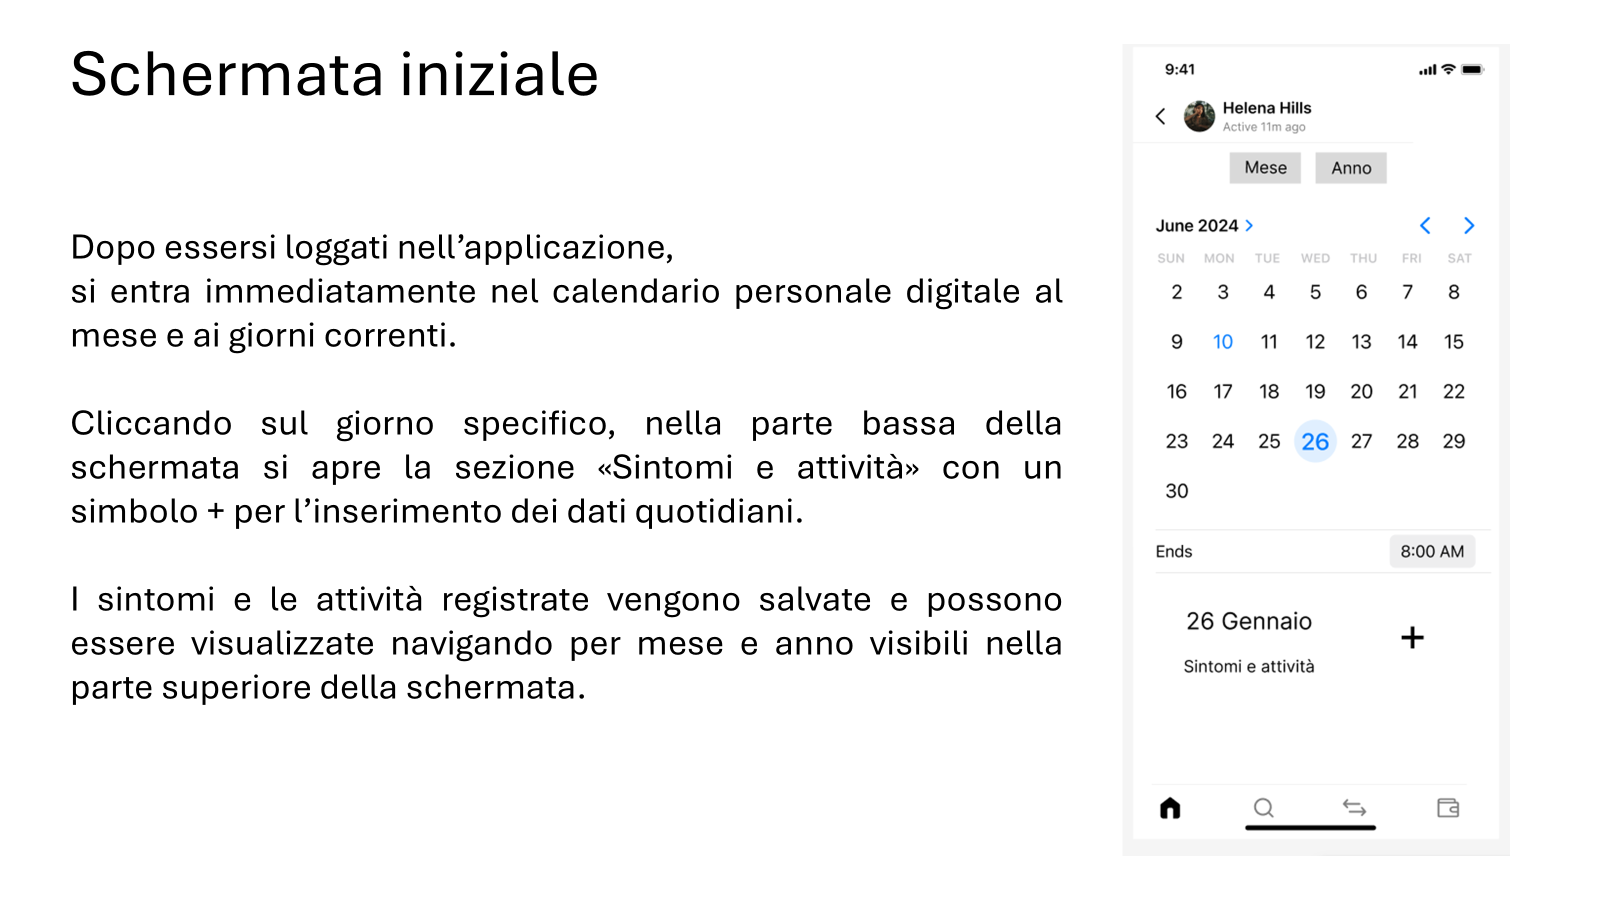 Schermata iniziale
Dopo essersi loggati nell’applicazione,
si entra immediatamente nel calendario personale digitale al
mese e ai giorni correnti.
Cliccando sul giorno specifico, nella parte bassa della
schermata si apre la sezione «Sintomi e attività» con un
simbolo + per l’inserimento dei dati quotidiani.
I sintomi e le attività registrate vengono salvate e possono
essere visualizzate navigando per mese e anno visibili nella
parte superiore della schermata.
9:41
Helena Hills
Active 11m ago
Mese Anno
June 2024
SUN MON TUE WED THU FRI SAT
2 3 4 5 6 7 8
9 10 11 12 13 14 15
16 17 18 19 20 21 22
23 24 25 26 27 28 29
30
Ends 8:00 AM
26 Gennaio
+
Sintomi e attività